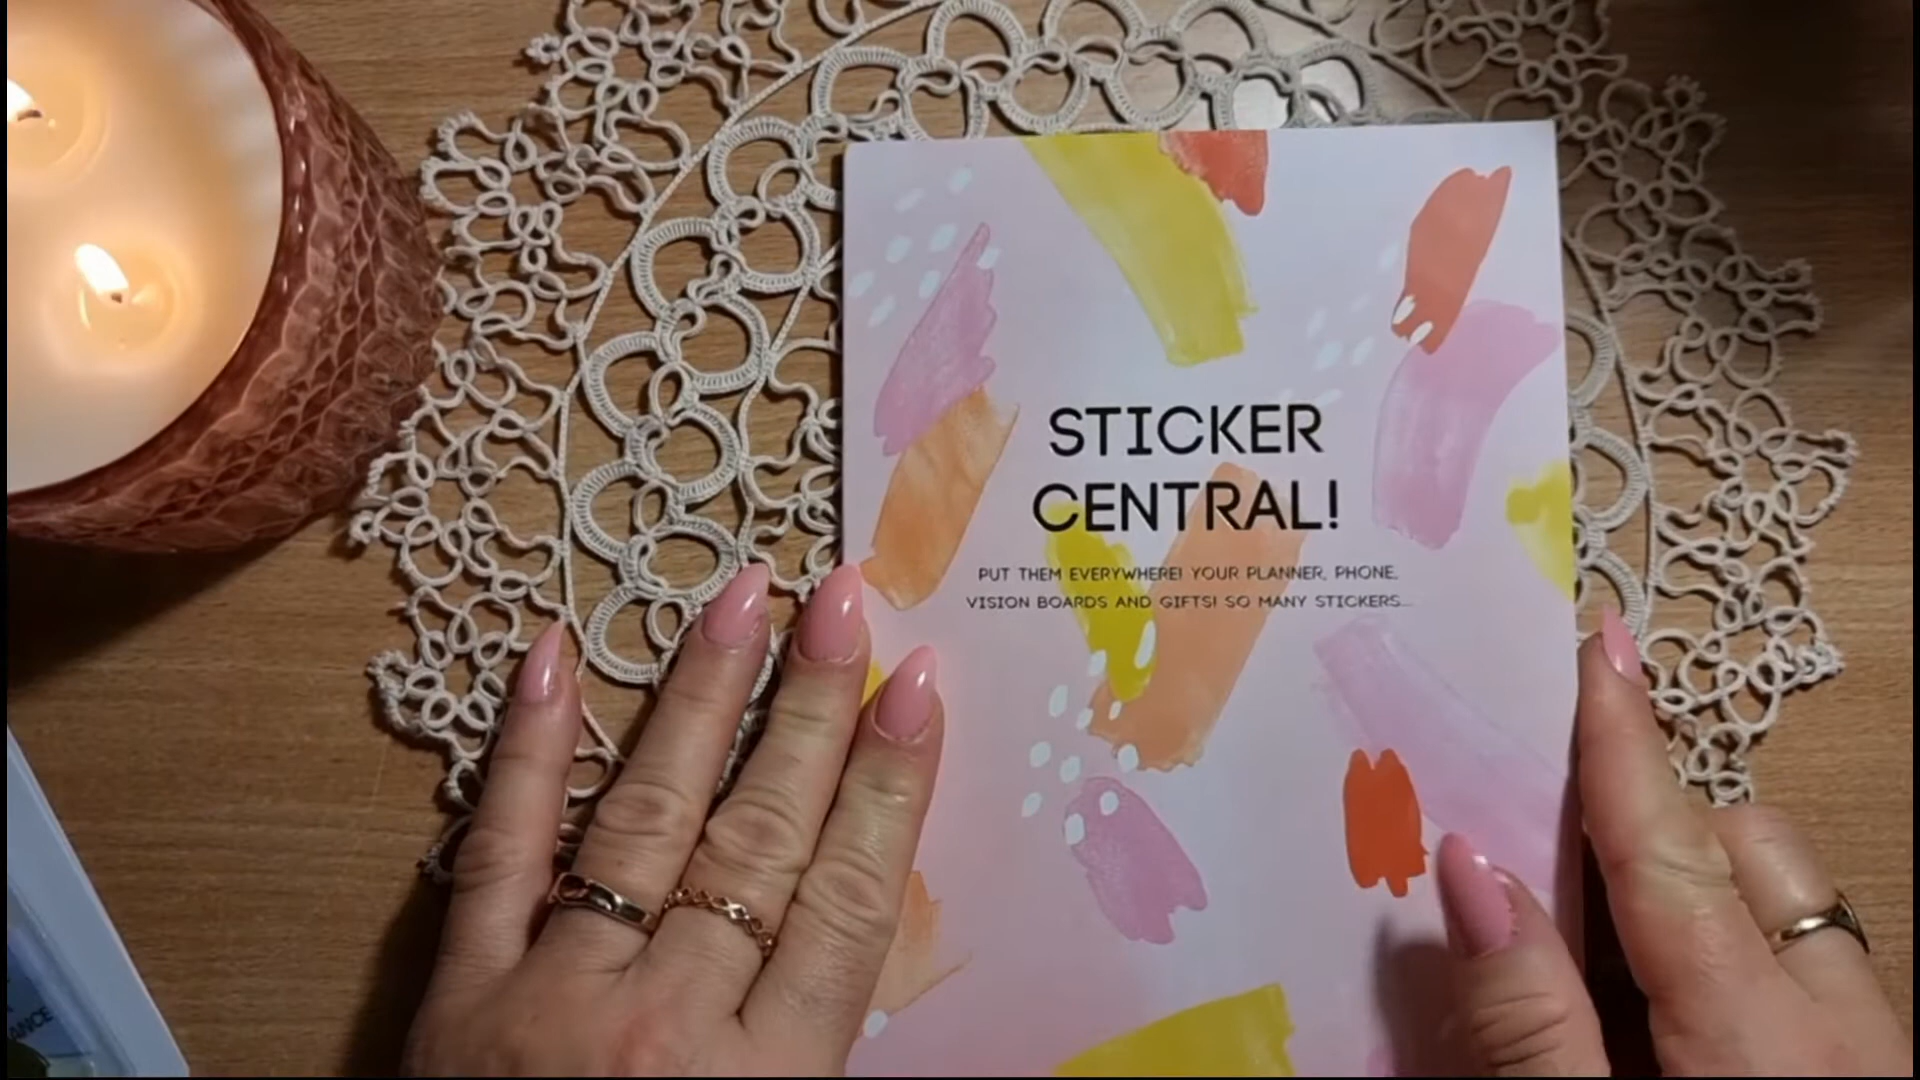 STICKER
CENTRAL!
PUT THEM EVERYWHERE! YOUR PLANNER, PHONE,
VISION BOARDS AND GIFTS! SO MANY STICKERS...